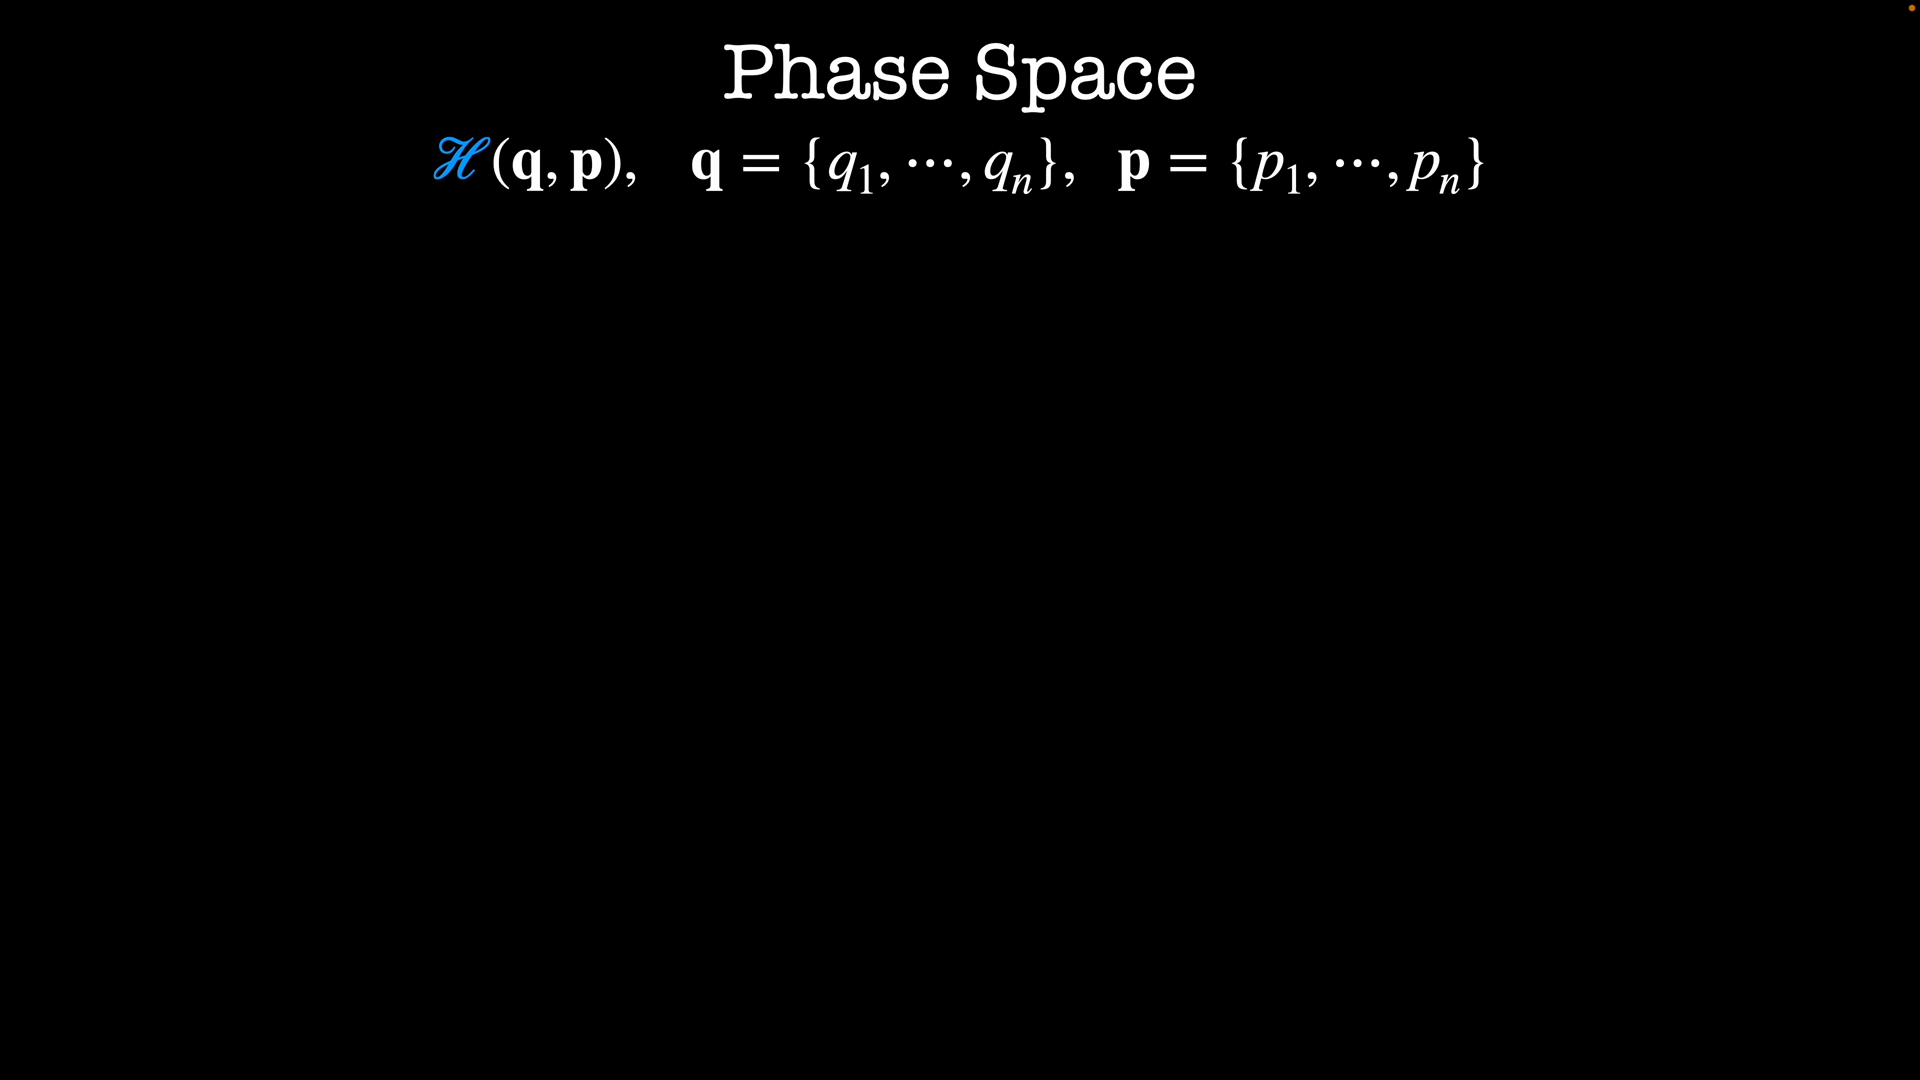 Phase Space
ℋ(𝐪, 𝐩), 𝐪 = {q₁, ⋯, qₙ}, 𝐩 = {p₁, ⋯, pₙ}